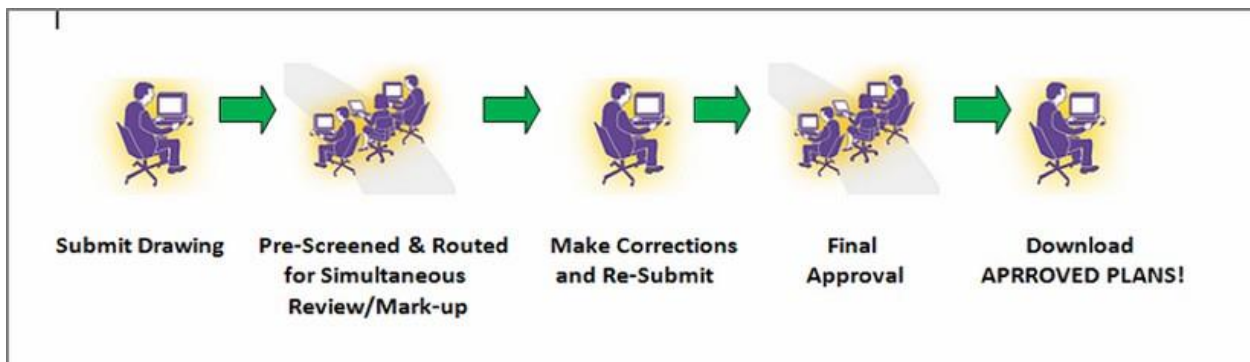 Submit Drawing
Pre-Screened & Routed
for Simultaneous
Review/Mark-up
Make Corrections
and Re-Submit
Final
Approval
Download
APRROVED PLANS!